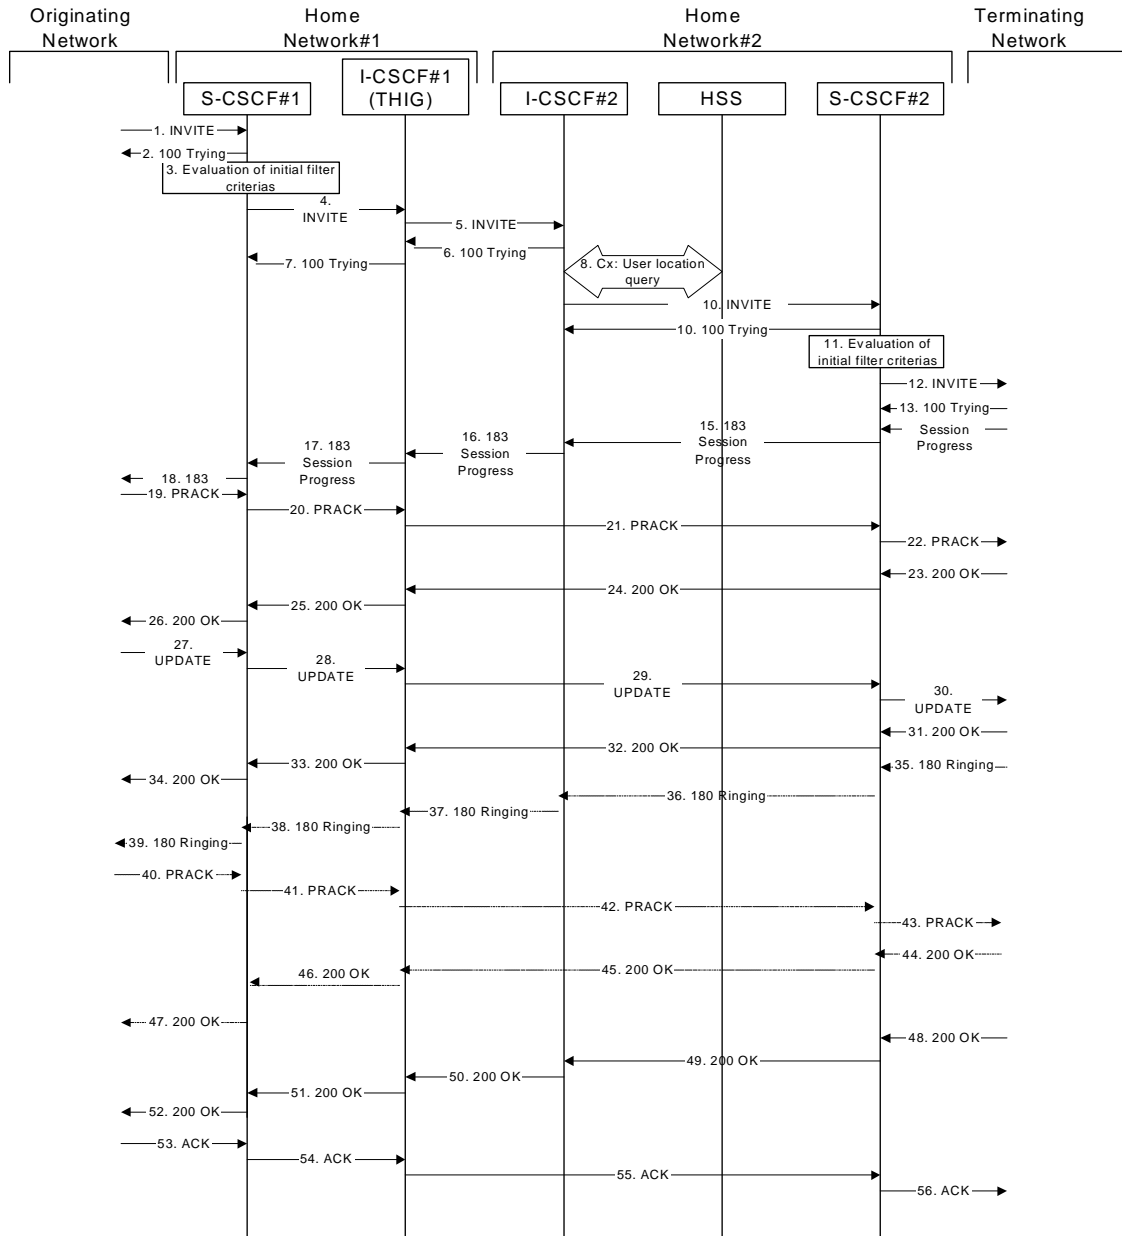 Originating
Network
Home
Network#1
Home
Network#2
Terminating
Network
S-CSCF#1
I-CSCF#1
(THIG)
I-CSCF#2
HSS
S-CSCF#2
1. INVITE
2. 100 Trying
3. Evaluation of initial filter
criterias
4.
INVITE
5. INVITE
6. 100 Trying
7. 100 Trying
8. Cx: User location
query
10. INVITE
10. 100 Trying
11. Evaluation of
initial filter criterias
12. INVITE
13. 100 Trying
Session
Progress
15. 183
Session
Progress
16. 183
Session
Progress
17. 183
Session
Progress
18. 183
19. PRACK
20. PRACK
21. PRACK
22. PRACK
23. 200 OK
24. 200 OK
25. 200 OK
26. 200 OK
27.
UPDATE
28.
UPDATE
29.
UPDATE
30.
UPDATE
31. 200 OK
32. 200 OK
33. 200 OK
34. 200 OK
35. 180 Ringing
36. 180 Ringing
37. 180 Ringing
38. 180 Ringing
39. 180 Ringing
40. PRACK
41. PRACK
42. PRACK
43. PRACK
44. 200 OK
45. 200 OK
46. 200 OK
47. 200 OK
48. 200 OK
49. 200 OK
50. 200 OK
51. 200 OK
52. 200 OK
53. ACK
54. ACK
55. ACK
56. ACK